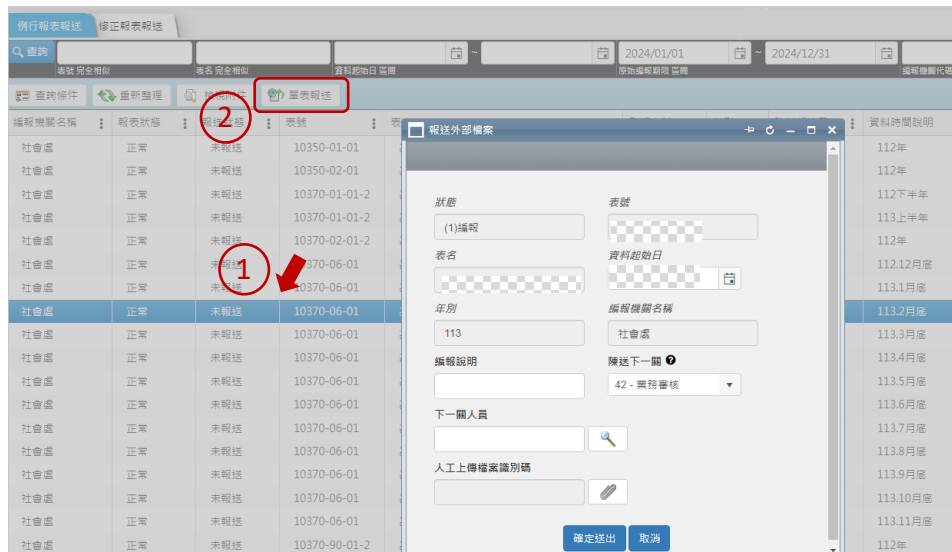 例行報表報送 修正報表報送
查詢 ~ 2024/01/01 ~ 2024/12/31
表號 完全相似 表名 完全相似 資料起始日 區間 原始編報期限 區間 編報機關代碼
查詢條件 重新整理 檢視附件 單表報送
2
編報機關名稱 報表狀態 報送狀態 表號 資料時間說明
社會處 正常 未報送 10350-01-01 112年
社會處 正常 未報送 10350-02-01 112年
社會處 正常 未報送 10370-01-01-2 112下半年
社會處 正常 未報送 10370-01-01-2 113上半年
社會處 正常 未報送 10370-02-01-2 112年
社會處 正常 未報送 10370-06-01 112.12月底
1
社會處 正常 未報送 10370-06-01 113.1月底
社會處 正常 未報送 10370-06-01 113.2月底
社會處 正常 未報送 10370-06-01 113.3月底
社會處 正常 未報送 10370-06-01 113.4月底
社會處 正常 未報送 10370-06-01 113.5月底
社會處 正常 未報送 10370-06-01 113.6月底
社會處 正常 未報送 10370-06-01 113.7月底
社會處 正常 未報送 10370-06-01 113.8月底
社會處 正常 未報送 10370-06-01 113.9月底
社會處 正常 未報送 10370-06-01 113.10月底
社會處 正常 未報送 10370-06-01 113.11月底
社會處 正常 未報送 10370-90-01-2 112年
報送外部檔案
狀態 表號
(1)編報
表名 資料起始日
年別 編報機關名稱
113 社會處
編報說明 陳送下一關
42 - 業務審核
下一關人員
人工上傳檔案識別碼
確定送出 取消